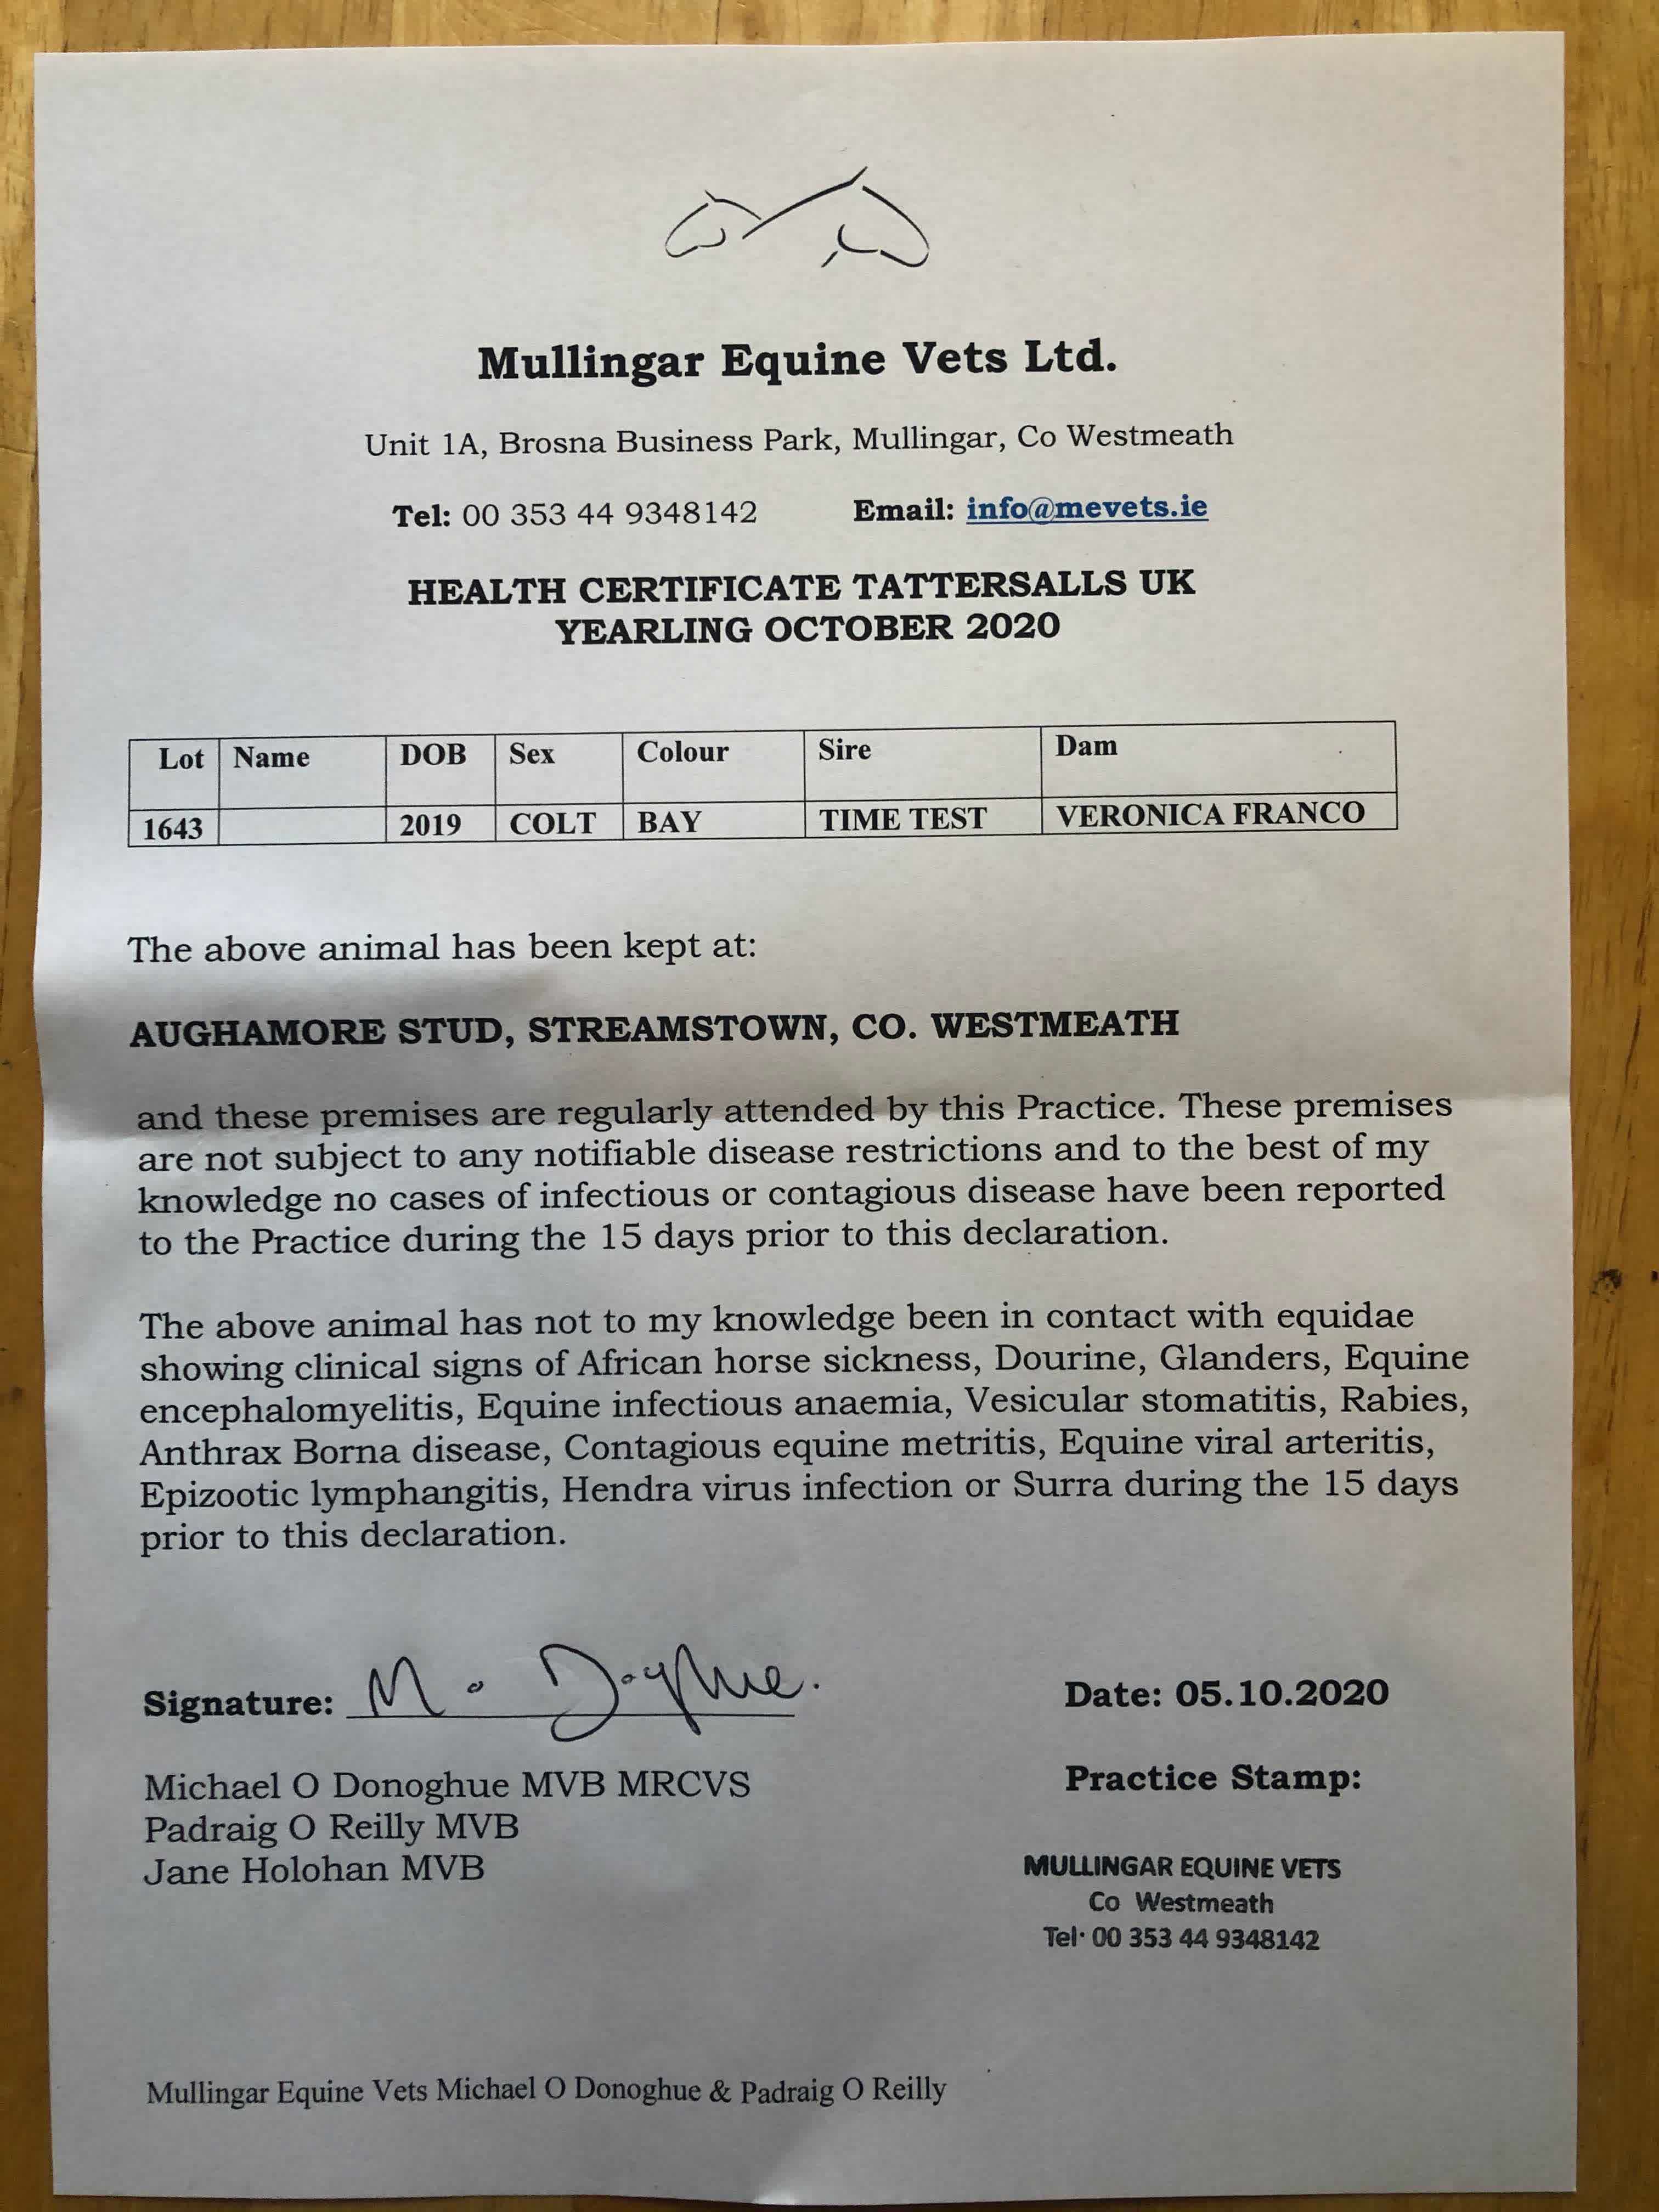 Mullingar Equine Vets Ltd.
Unit 1A, Brosna Business Park, Mullingar, Co Westmeath
Tel: 00 353 44 9348142 Email: info@mevets.ie
HEALTH CERTIFICATE TATTERSALLS UK
YEARLING OCTOBER 2020
Lot Name DOB Sex Colour Sire Dam
1643 2019 COLT BAY TIME TEST VERONICA FRANCO
The above animal has been kept at:
AUGHAMORE STUD, STREAMSTOWN, CO. WESTMEATH
and these premises are regularly attended by this Practice. These premises
are not subject to any notifiable disease restrictions and to the best of my
knowledge no cases of infectious or contagious disease have been reported
to the Practice during the 15 days prior to this declaration.
The above animal has not to my knowledge been in contact with equidae
showing clinical signs of African horse sickness, Dourine, Glanders, Equine
encephalomyelitis, Equine infectious anaemia, Vesicular stomatitis, Rabies,
Anthrax Borna disease, Contagious equine metritis, Equine viral arteritis,
Epizootic lymphangitis, Hendra virus infection or Surra during the 15 days
prior to this declaration.
Signature: M. O Donoghue. Date: 05.10.2020
Michael O Donoghue MVB MRCVS Practice Stamp:
Padraig O Reilly MVB
Jane Holohan MVB
MULLINGAR EQUINE VETS
Co Westmeath
Tel· 00 353 44 9348142
Mullingar Equine Vets Michael O Donoghue & Padraig O Reilly